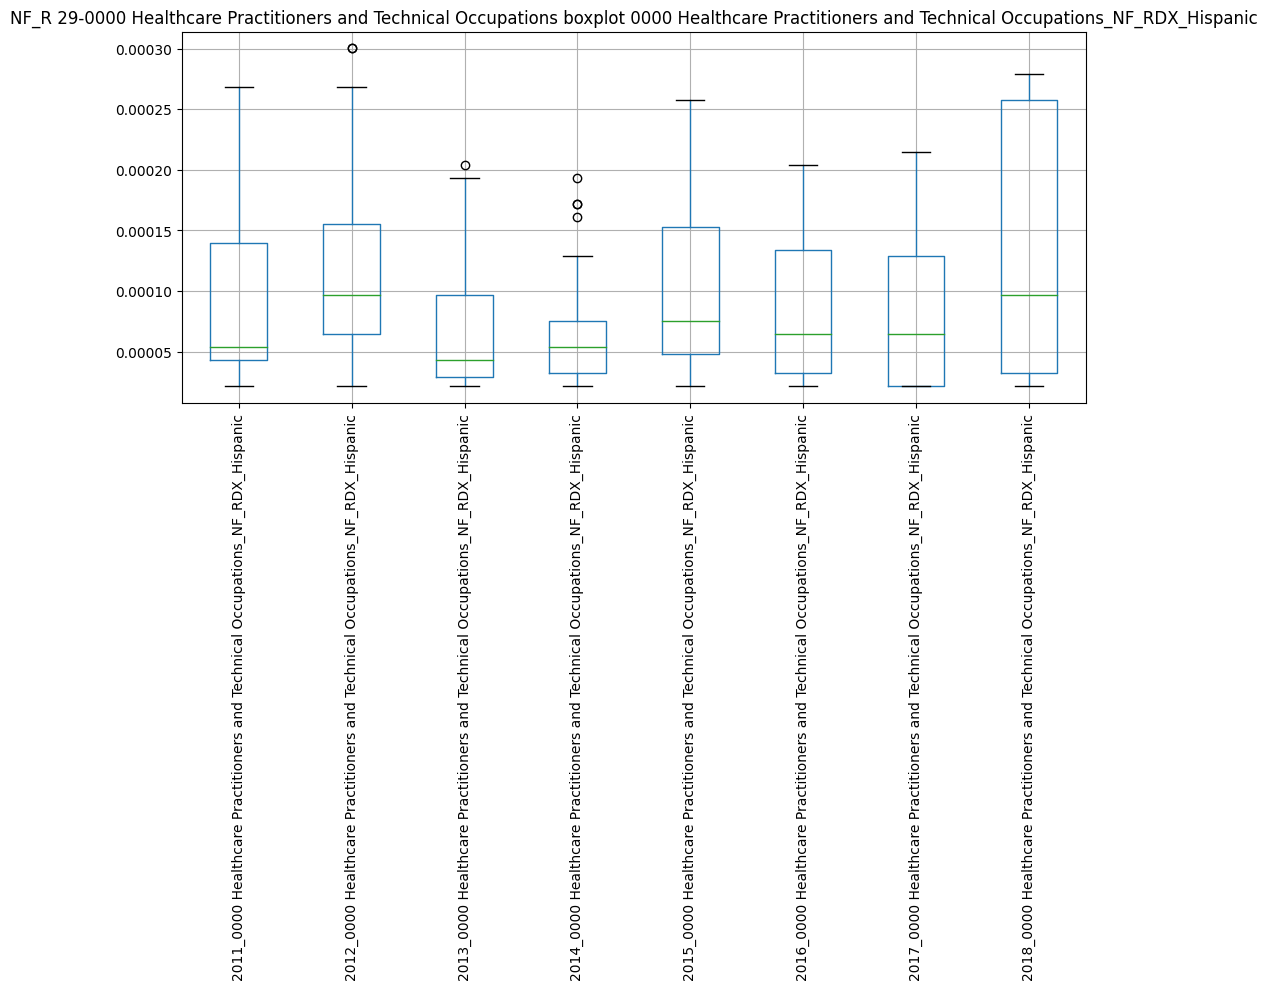 NF_R 29-0000 Healthcare Practitioners and Technical Occupations boxplot 0000 Healthcare Practitioners and Technical Occupations_NF_RDX_Hispanic
0.00030
0.00025
0.00020
0.00015
0.00010
0.00005
2011_0000 Healthcare Practitioners and Technical Occupations_NF_RDX_Hispanic
2012_0000 Healthcare Practitioners and Technical Occupations_NF_RDX_Hispanic
2013_0000 Healthcare Practitioners and Technical Occupations_NF_RDX_Hispanic
2014_0000 Healthcare Practitioners and Technical Occupations_NF_RDX_Hispanic
2015_0000 Healthcare Practitioners and Technical Occupations_NF_RDX_Hispanic
2016_0000 Healthcare Practitioners and Technical Occupations_NF_RDX_Hispanic
2017_0000 Healthcare Practitioners and Technical Occupations_NF_RDX_Hispanic
2018_0000 Healthcare Practitioners and Technical Occupations_NF_RDX_Hispanic